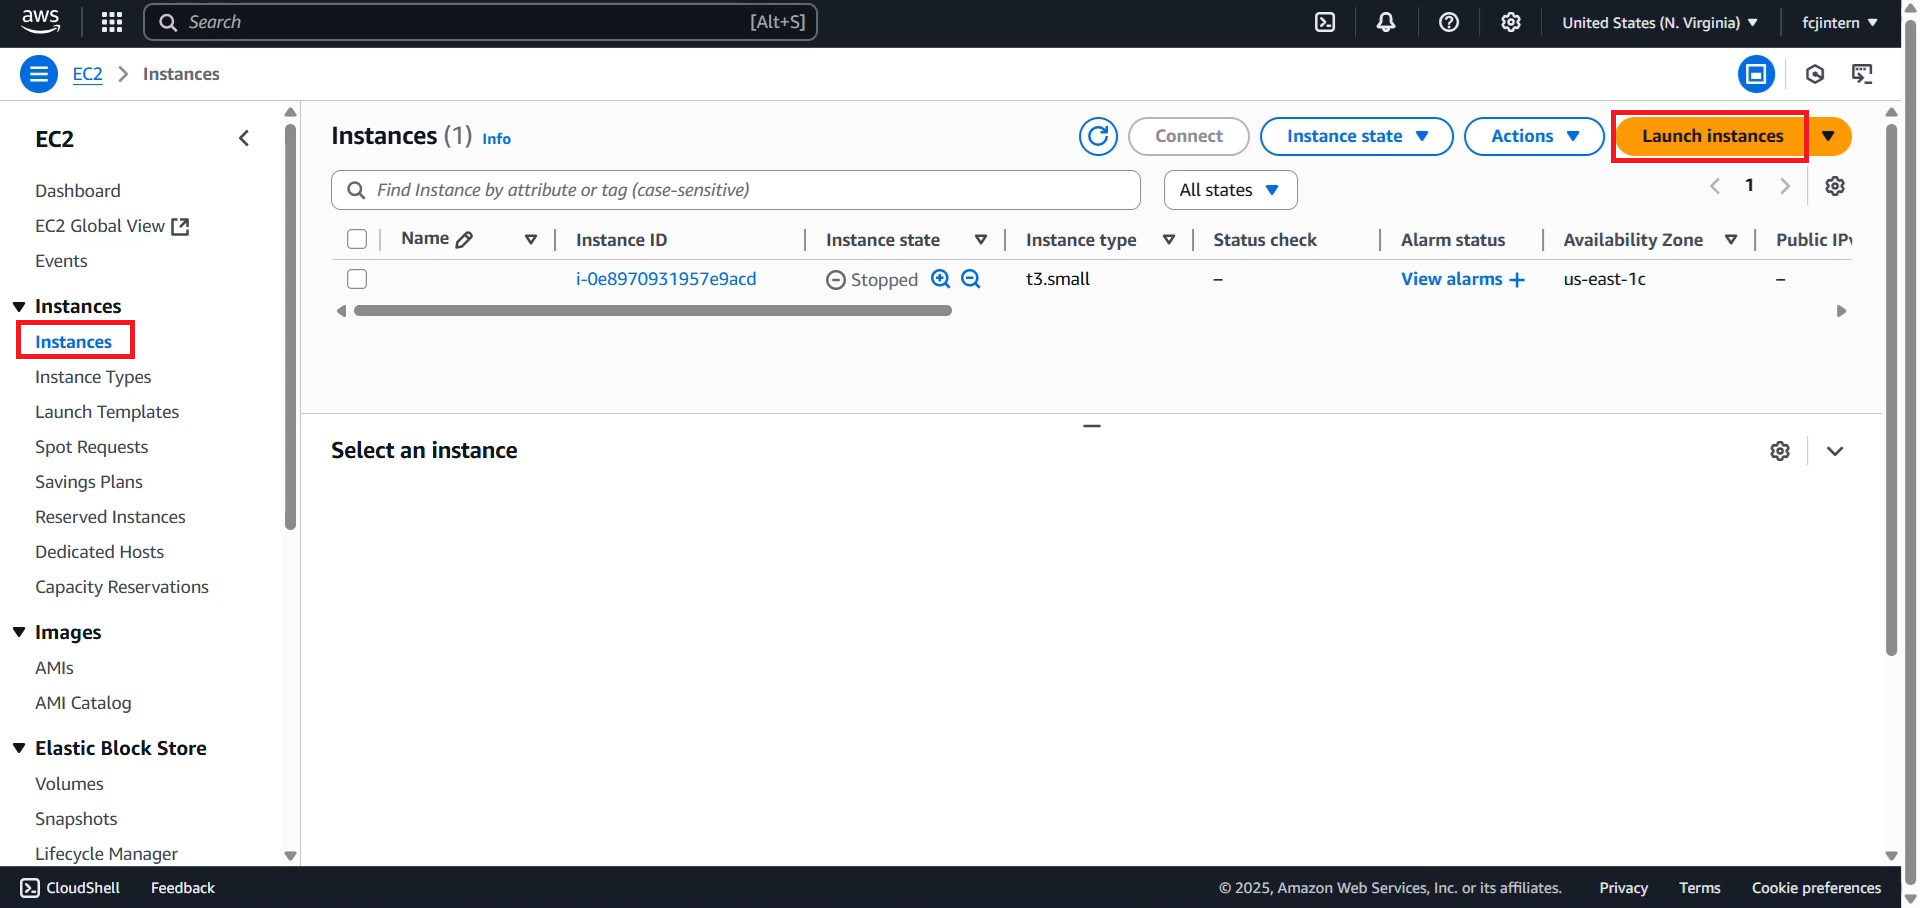 aws Search [Alt+S] United States (N. Virginia) fcjintern
EC2 Instances
EC2
Dashboard
EC2 Global View
Events
Instances
Instances
Instance Types
Launch Templates
Spot Requests
Savings Plans
Reserved Instances
Dedicated Hosts
Capacity Reservations
Images
AMIs
AMI Catalog
Elastic Block Store
Volumes
Snapshots
Lifecycle Manager
Instances (1) Info Connect Instance state Actions Launch instances
Find Instance by attribute or tag (case-sensitive) All states 1
Name Instance ID Instance state Instance type Status check Alarm status Availability Zone Public IPv
i-0e8970931957e9acd Stopped t3.small – View alarms + us-east-1c –
Select an instance
CloudShell Feedback © 2025, Amazon Web Services, Inc. or its affiliates. Privacy Terms Cookie preferences